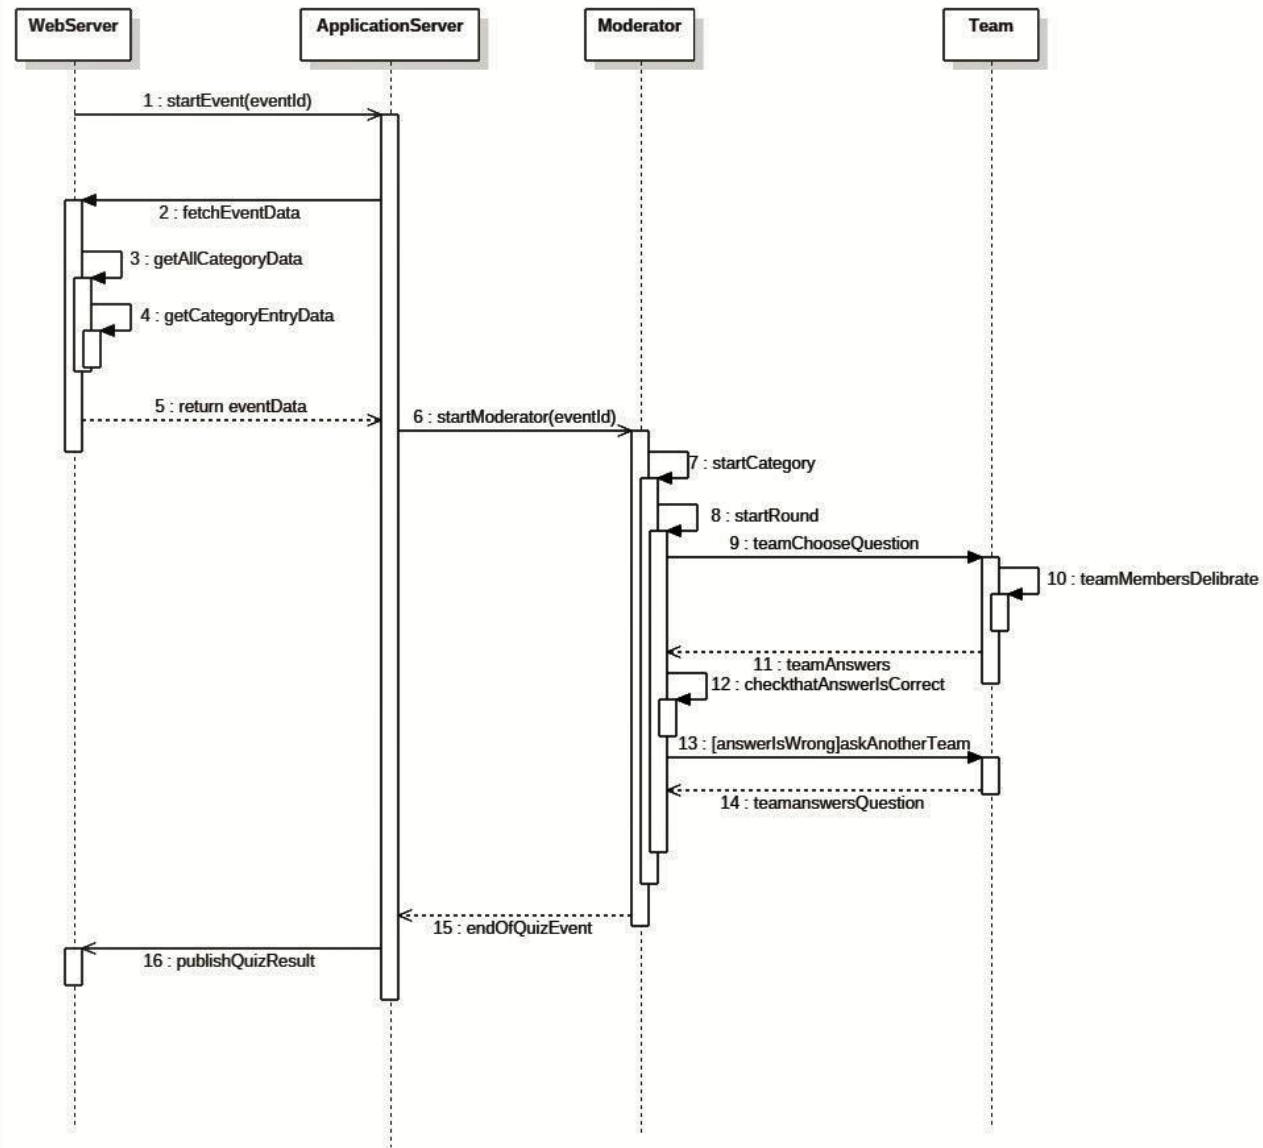 WebServer
ApplicationServer
Moderator
Team
1 : startEvent(eventId)
2 : fetchEventData
3 : getAllCategoryData
4 : getCategoryEntryData
5 : return eventData
6 : startModerator(eventId)
7 : startCategory
8 : startRound
9 : teamChooseQuestion
10 : teamMembersDelibrate
11 : teamAnswers
12 : checkthatAnswerIsCorrect
13 : [answerIsWrong]askAnotherTeam
14 : teamanswersQuestion
15 : endOfQuizEvent
16 : publishQuizResult